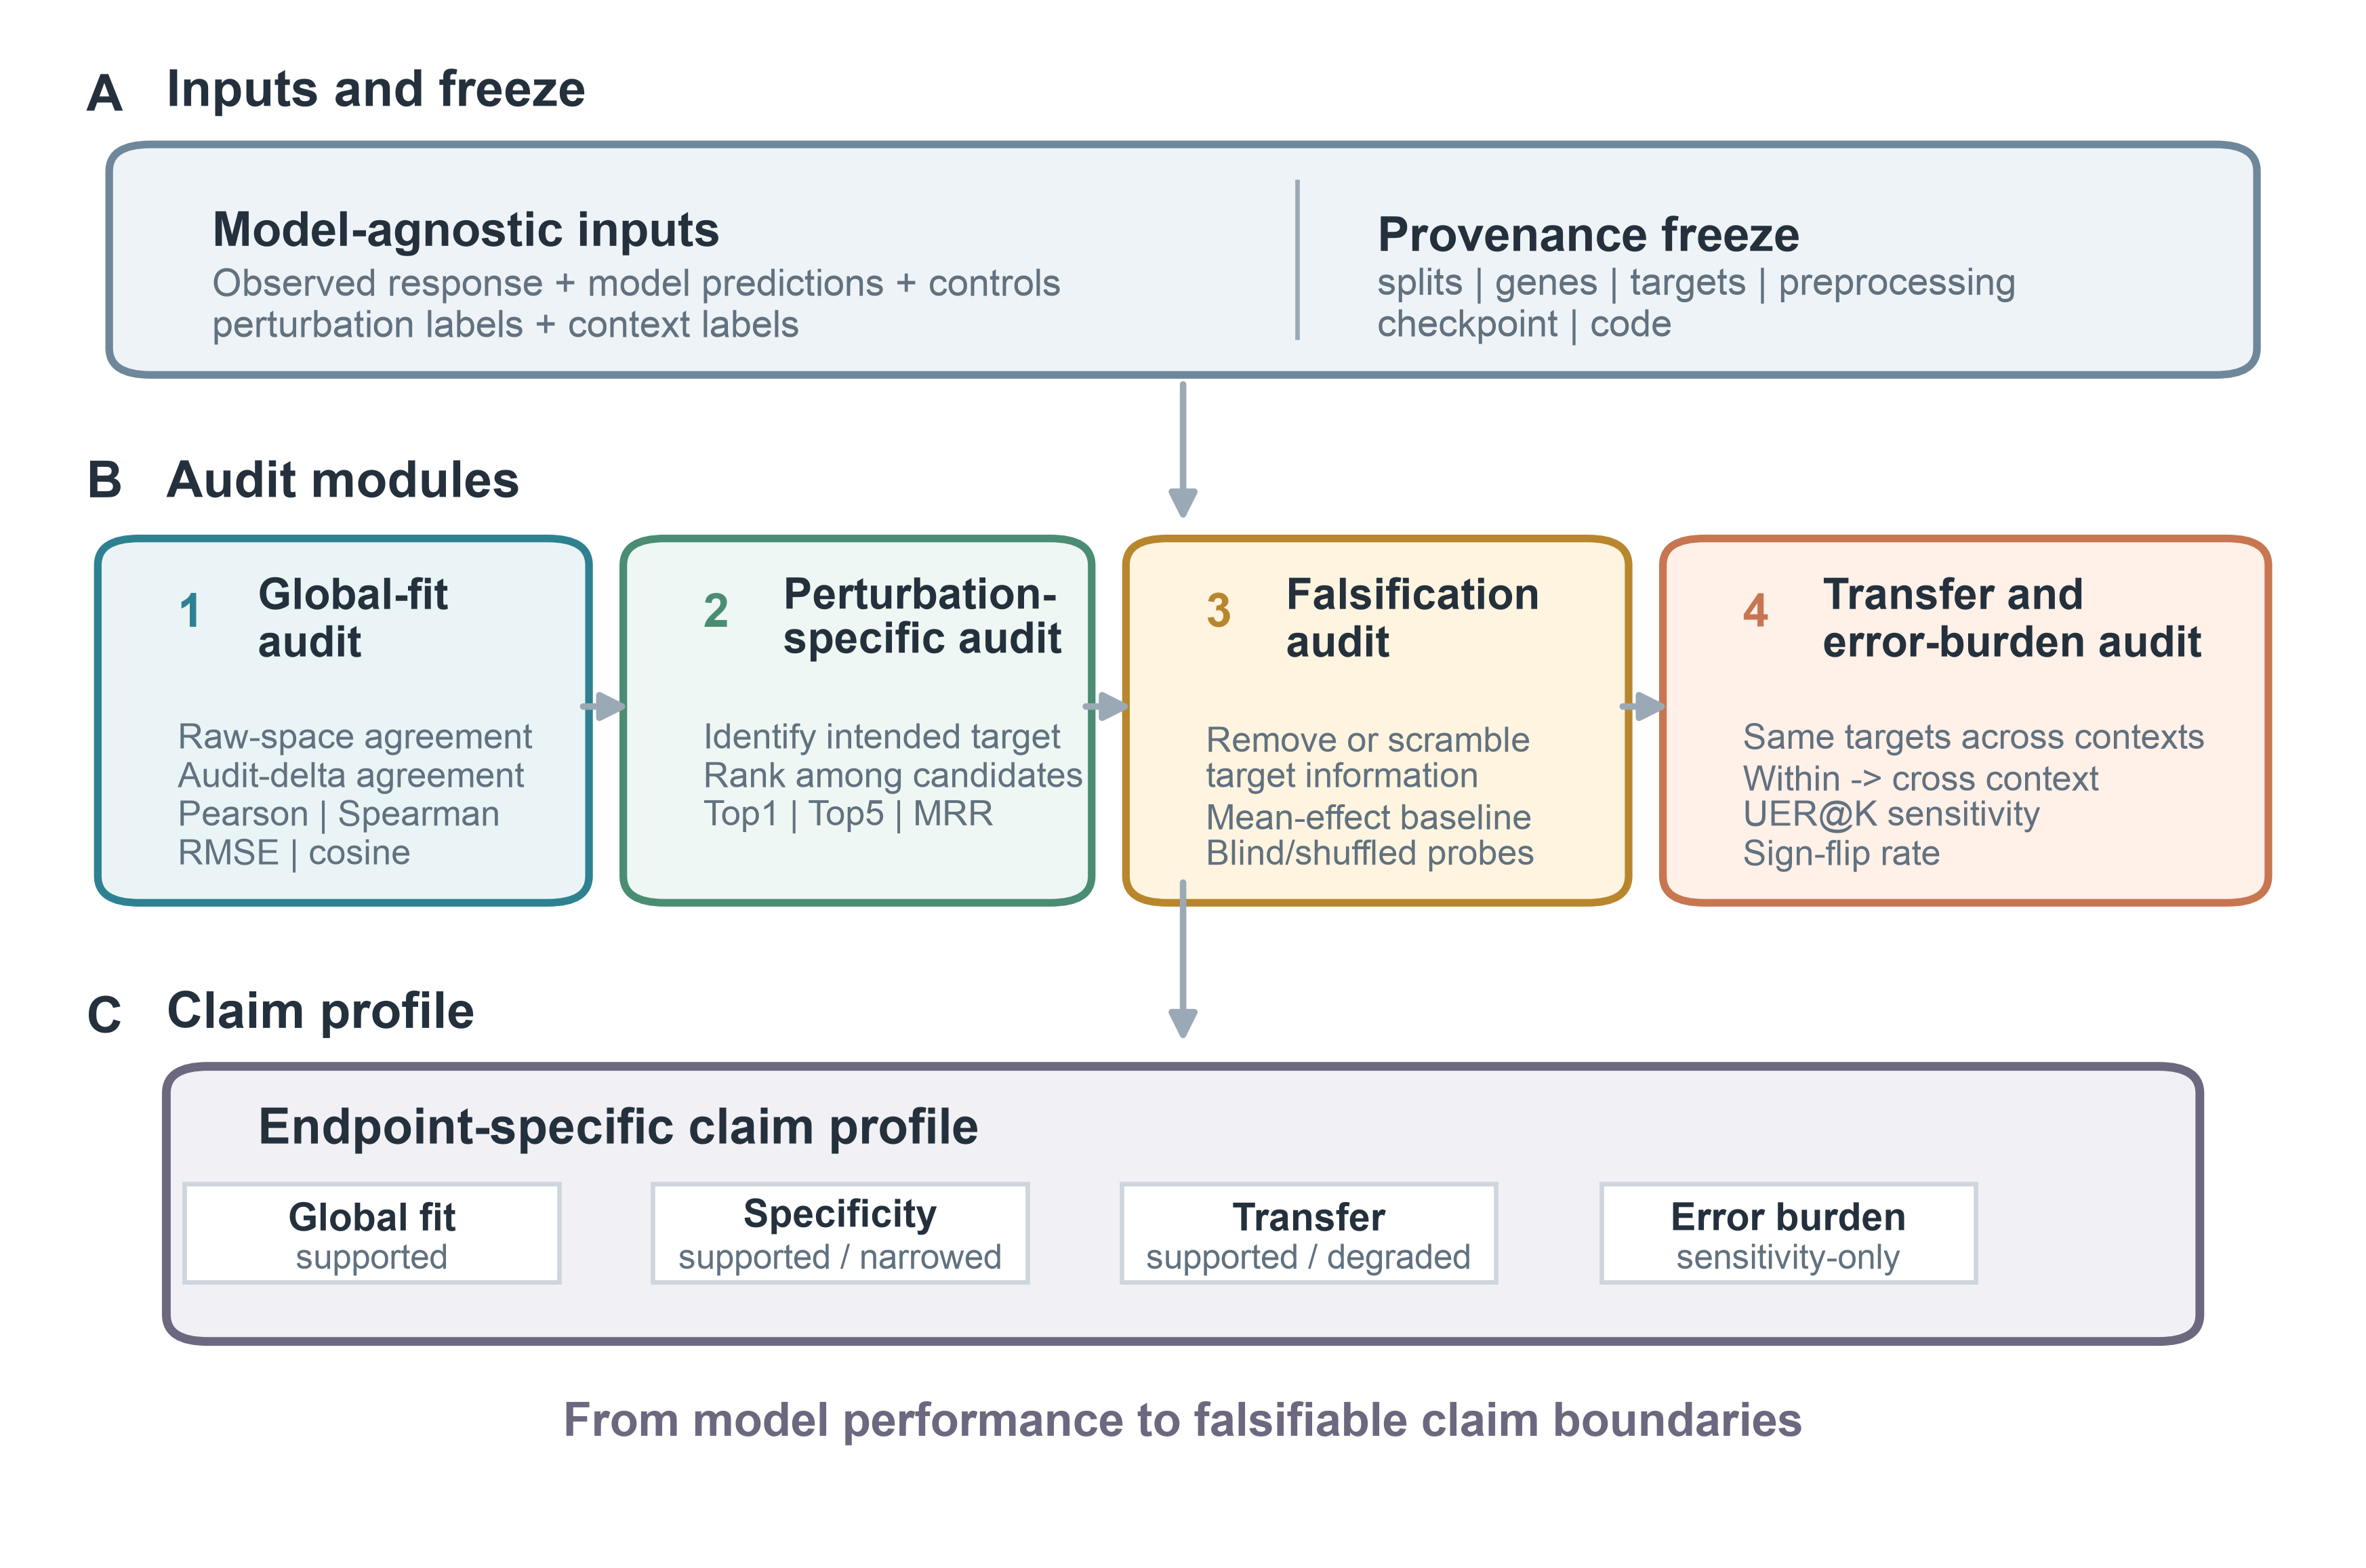 A Inputs and freeze
Model-agnostic inputs
Observed response + model predictions + controls
perturbation labels + context labels
Provenance freeze
splits | genes | targets | preprocessing
checkpoint | code
B Audit modules
1 Global-fit
audit
Raw-space agreement
Audit-delta agreement
Pearson | Spearman
RMSE | cosine
2 Perturbation-
specific audit
Identify intended target
Rank among candidates
Top1 | Top5 | MRR
3 Falsification
audit
Remove or scramble
target information
Mean-effect baseline
Blind/shuffled probes
4 Transfer and
error-burden audit
Same targets across contexts
Within -> cross context
UER@K sensitivity
Sign-flip rate
C Claim profile
Endpoint-specific claim profile
Global fit
supported
Specificity
supported / narrowed
Transfer
supported / degraded
Error burden
sensitivity-only
From model performance to falsifiable claim boundaries